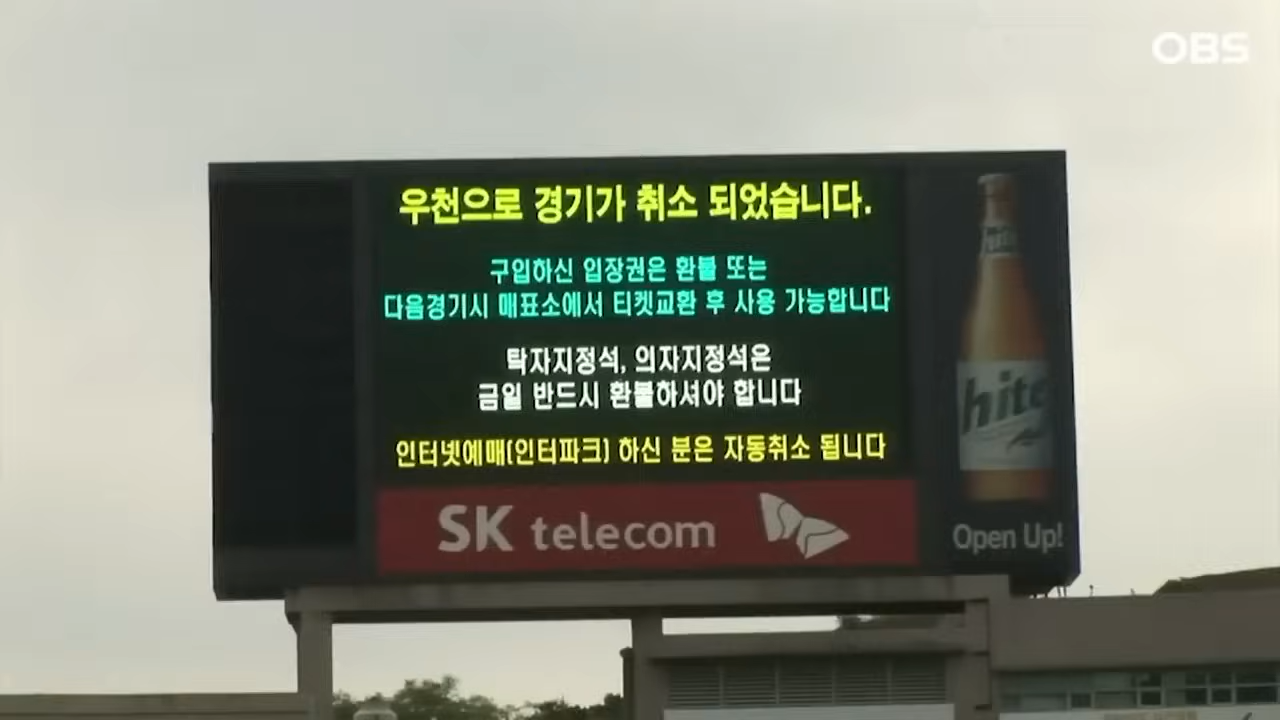 OBS
우천으로 경기가 취소 되었습니다.
구입하신 입장권은 환불 또는
다음경기시 매표소에서 티켓교환 후 사용 가능합니다
탁자지정석, 의자지정석은
금일 반드시 환불하셔야 합니다
인터넷예매(인터파크) 하신 분은 자동취소 됩니다
SK telecom
hite
Open Up!